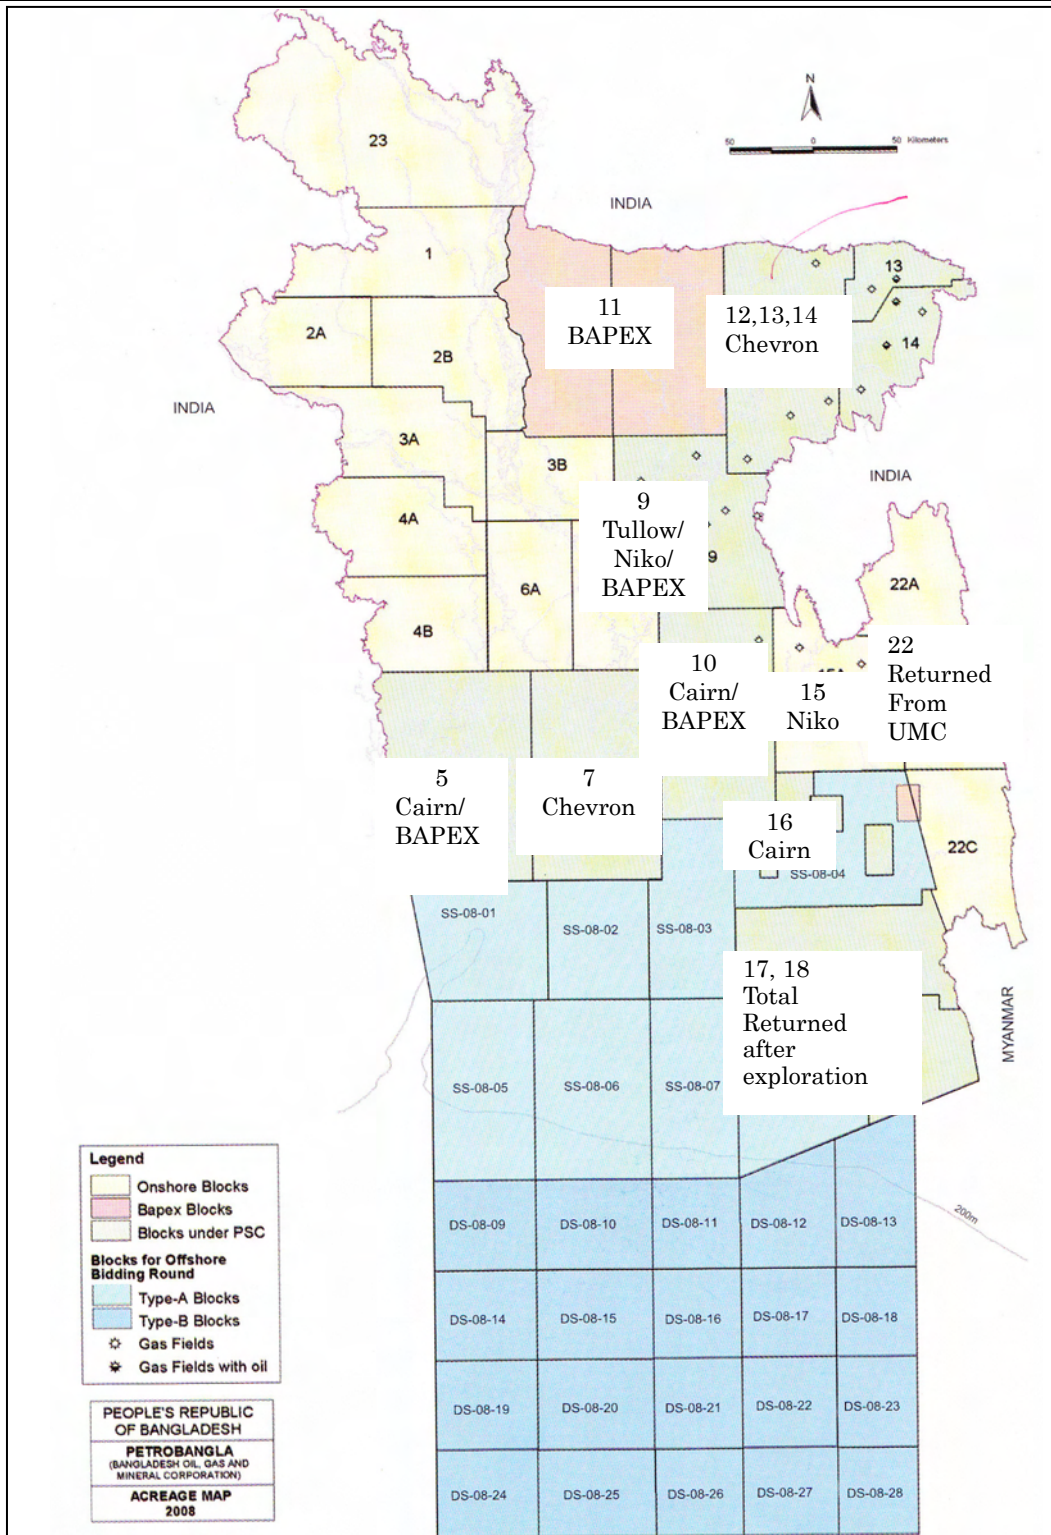 N
50 0 50 Kilometers
23
INDIA
1
13
11
BAPEX
12,13,14
Chevron
2A
2B
14
INDIA
3A
3B
INDIA
4A
9
Tullow/
Niko/
BAPEX
9
22A
6A
4B
22
Returned
From
UMC
10
Cairn/
BAPEX
15
Niko
5
Cairn/
BAPEX
7
Chevron
16
Cairn
22C
SS-08-04
SS-08-01
SS-08-02
SS-08-03
17, 18
Total
Returned
after
exploration
MYANMAR
SS-08-05
SS-08-06
SS-08-07
200m
Legend
Onshore Blocks
Bapex Blocks
Blocks under PSC
Blocks for Offshore
Bidding Round
Type-A Blocks
Type-B Blocks
Gas Fields
Gas Fields with oil
DS-08-09
DS-08-10
DS-08-11
DS-08-12
DS-08-13
DS-08-14
DS-08-15
DS-08-16
DS-08-17
DS-08-18
DS-08-19
DS-08-20
DS-08-21
DS-08-22
DS-08-23
DS-08-24
DS-08-25
DS-08-26
DS-08-27
DS-08-28
PEOPLE'S REPUBLIC
OF BANGLADESH
PETROBANGLA
(BANGLADESH OIL, GAS AND
MINERAL CORPORATION)
ACREAGE MAP
2008